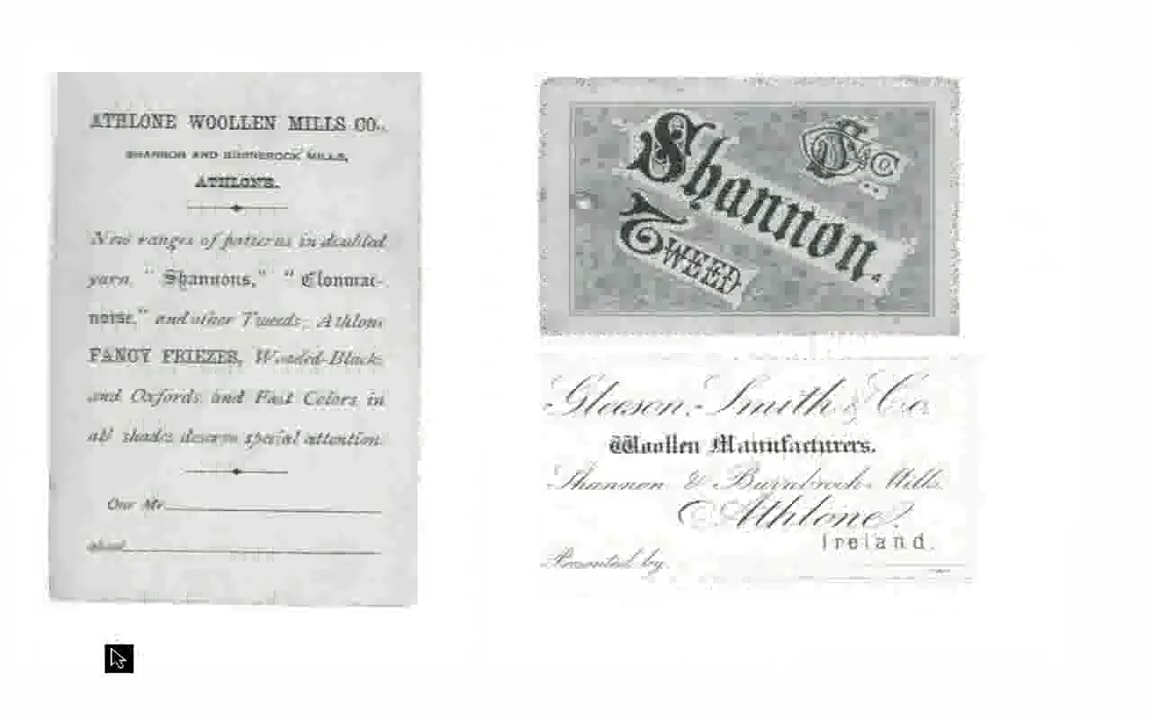 ATHLONE WOOLLEN MILLS CO.,
SHANNON AND BURNEROCK MILLS,
ATHLONE.
New ranges of patterns in doubled
yarn, "Shannons," "Clonmac-
noise," and other Tweeds, Athlone
FANCY FRIEZES, Wooded-Blacks
and Oxfords and Fast Colors in
all shades deserve special attention.
Our Mr.
Shannon.
TWEED
Gleeson, Smith & Co
Woollen Manufacturers.
Shannon & Burnbrook Mills
Athlone.
Ireland.
Presented by